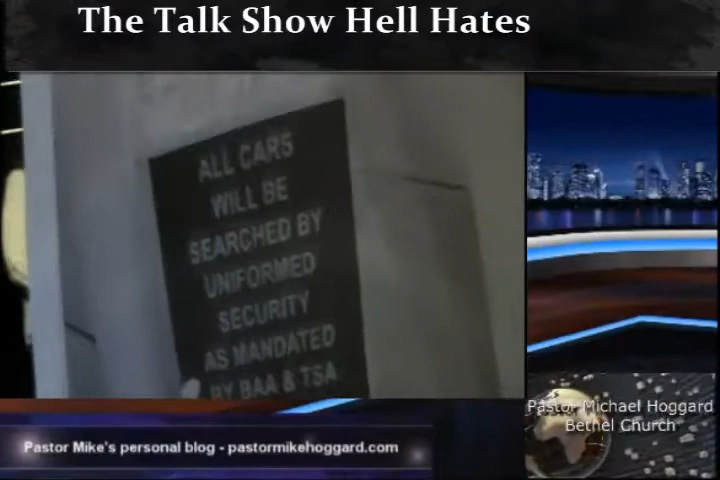 The Talk Show Hell Hates
ALL CARS
WILL BE
SEARCHED BY
UNIFORMED
SECURITY
AS MANDATED
BY BAA & TSA
Pastor Michael Hoggard
Bethel Church
Pastor Mike's personal blog - pastormikehoggard.com